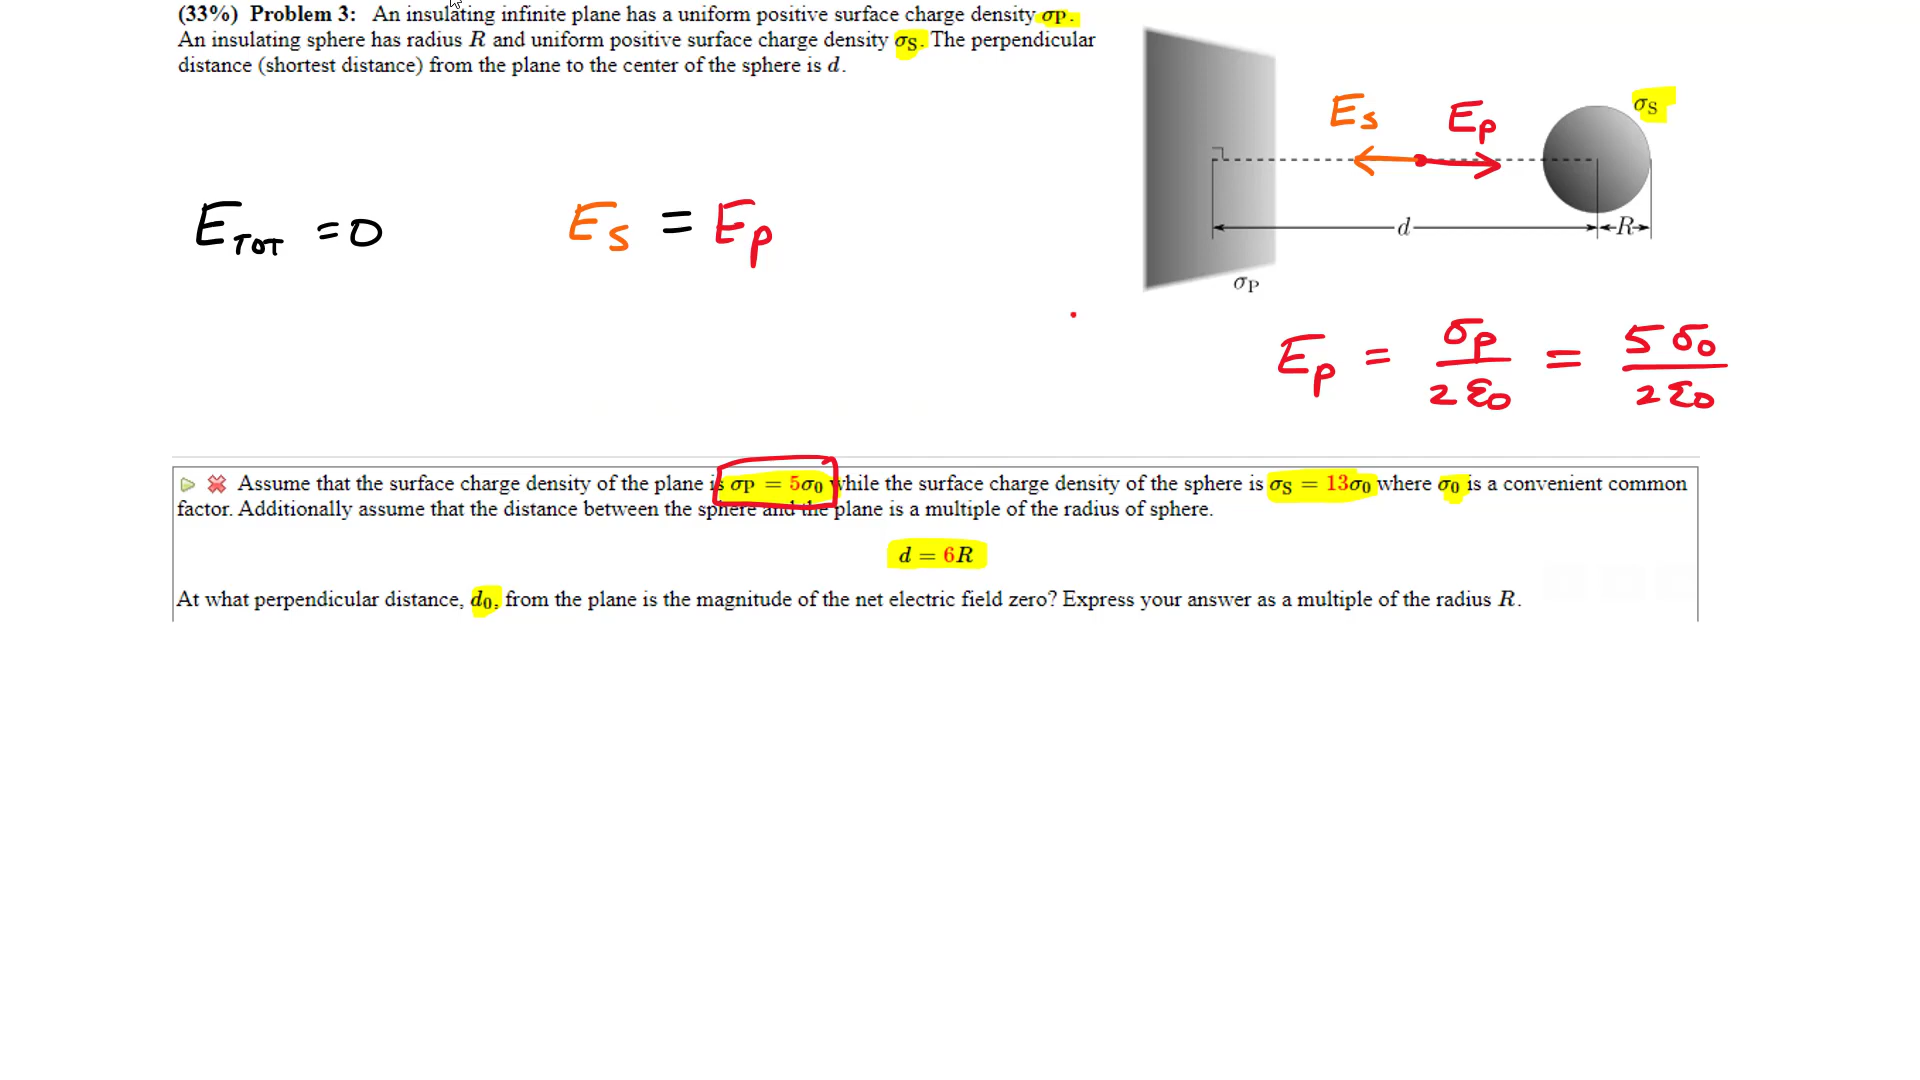 (33%) Problem 3: An insulating infinite plane has a uniform positive surface charge density σP.
An insulating sphere has radius R and uniform positive surface charge density σS. The perpendicular
distance (shortest distance) from the plane to the center of the sphere is d.
σS
Es
Ep
d
R
σP
ETOT = 0
Es = Ep
Ep = σp/2ε0 = 5σ0/2ε0
Assume that the surface charge density of the plane is σP = 5σ0 while the surface charge density of the sphere is σS = 13σ0 where σ0 is a convenient common
factor. Additionally assume that the distance between the sphere and the plane is a multiple of the radius of sphere.
d = 6R
At what perpendicular distance, d0, from the plane is the magnitude of the net electric field zero? Express your answer as a multiple of the radius R.